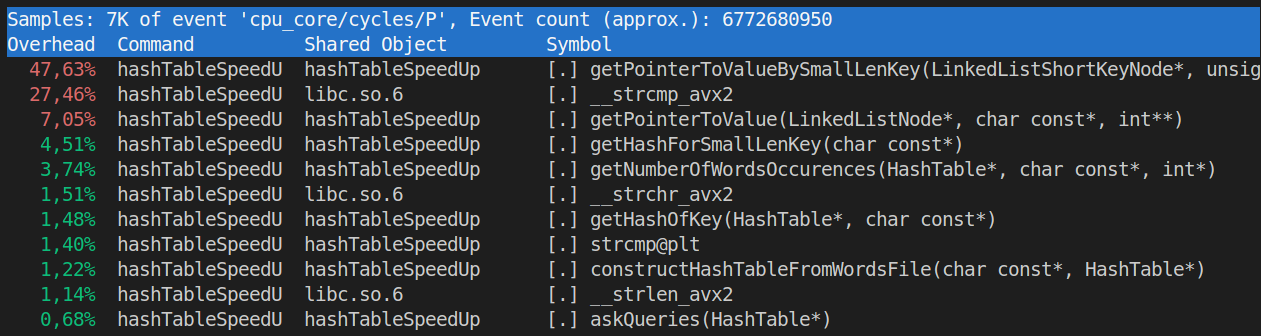 Samples: 7K of event 'cpu_core/cycles/P', Event count (approx.): 6772680950
Overhead  Command       Shared Object       Symbol
47,63%  hashTableSpeedU  hashTableSpeedUp      [.] getPointerToValueBySmallLenKey(LinkedListShortKeyNode*, unsig
27,46%  hashTableSpeedU  libc.so.6             [.] __strcmp_avx2
7,05%  hashTableSpeedU  hashTableSpeedUp      [.] getPointerToValue(LinkedListNode*, char const*, int**)
4,51%  hashTableSpeedU  hashTableSpeedUp      [.] getHashForSmallLenKey(char const*)
3,74%  hashTableSpeedU  hashTableSpeedUp      [.] getNumberOfWordsOccurences(HashTable*, char const*, int*)
1,51%  hashTableSpeedU  libc.so.6             [.] __strchr_avx2
1,48%  hashTableSpeedU  hashTableSpeedUp      [.] getHashOfKey(HashTable*, char const*)
1,40%  hashTableSpeedU  hashTableSpeedUp      [.] strcmp@plt
1,22%  hashTableSpeedU  hashTableSpeedUp      [.] constructHashTableFromWordsFile(char const*, HashTable*)
1,14%  hashTableSpeedU  libc.so.6             [.] __strlen_avx2
0,68%  hashTableSpeedU  hashTableSpeedUp      [.] askQueries(HashTable*)